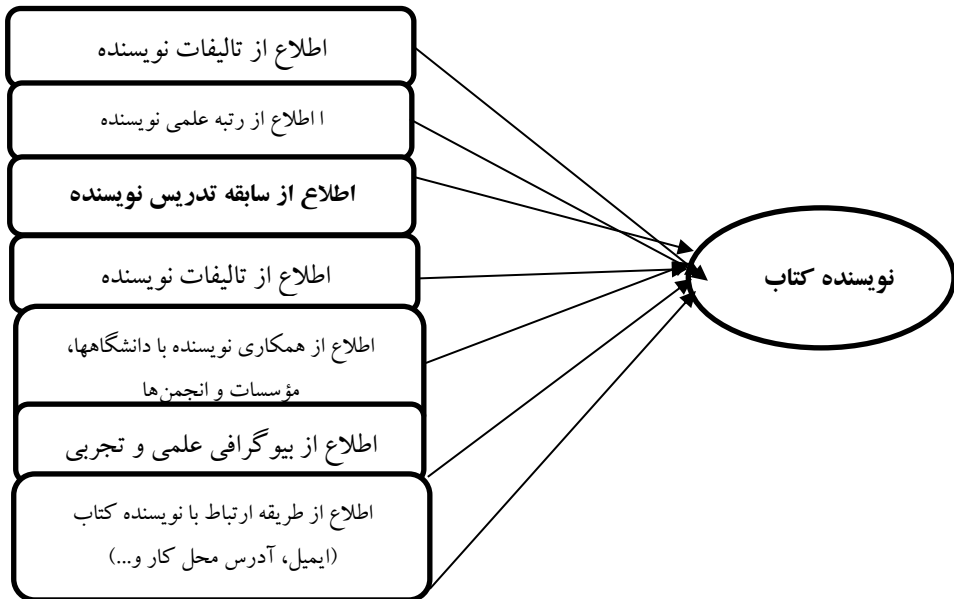 اطلاع از تالیفات نویسنده
ا اطلاع از رتبه علمی نویسنده
اطلاع از سابقه تدریس نویسنده
اطلاع از تالیفات نویسنده
اطلاع از همکاری نویسنده با دانشگاهها،
مؤسسات و انجمن‌ها
اطلاع از بیوگرافی علمی و تجربی
اطلاع از طریقه ارتباط با نویسنده کتاب
(ایمیل، آدرس محل کار و...)
نویسنده کتاب